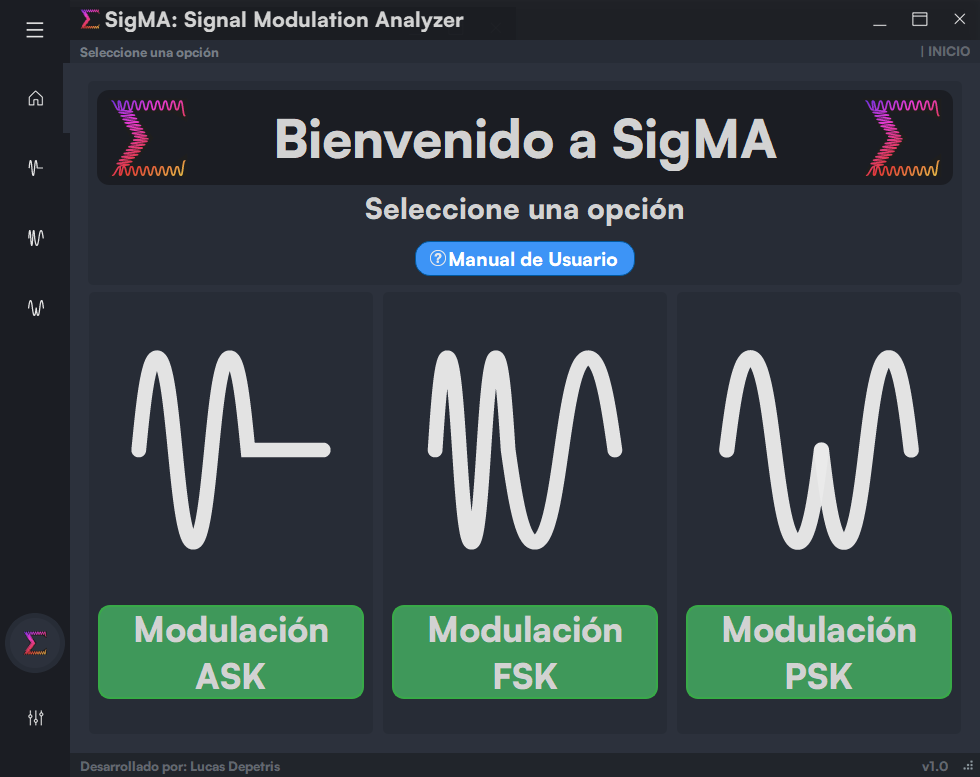 SigMA: Signal Modulation Analyzer
Seleccione una opción
| INICIO
Bienvenido a SigMA
Seleccione una opción
Manual de Usuario
Modulación
ASK
Modulación
FSK
Modulación
PSK
Desarrollado por: Lucas Depetris
v1.0